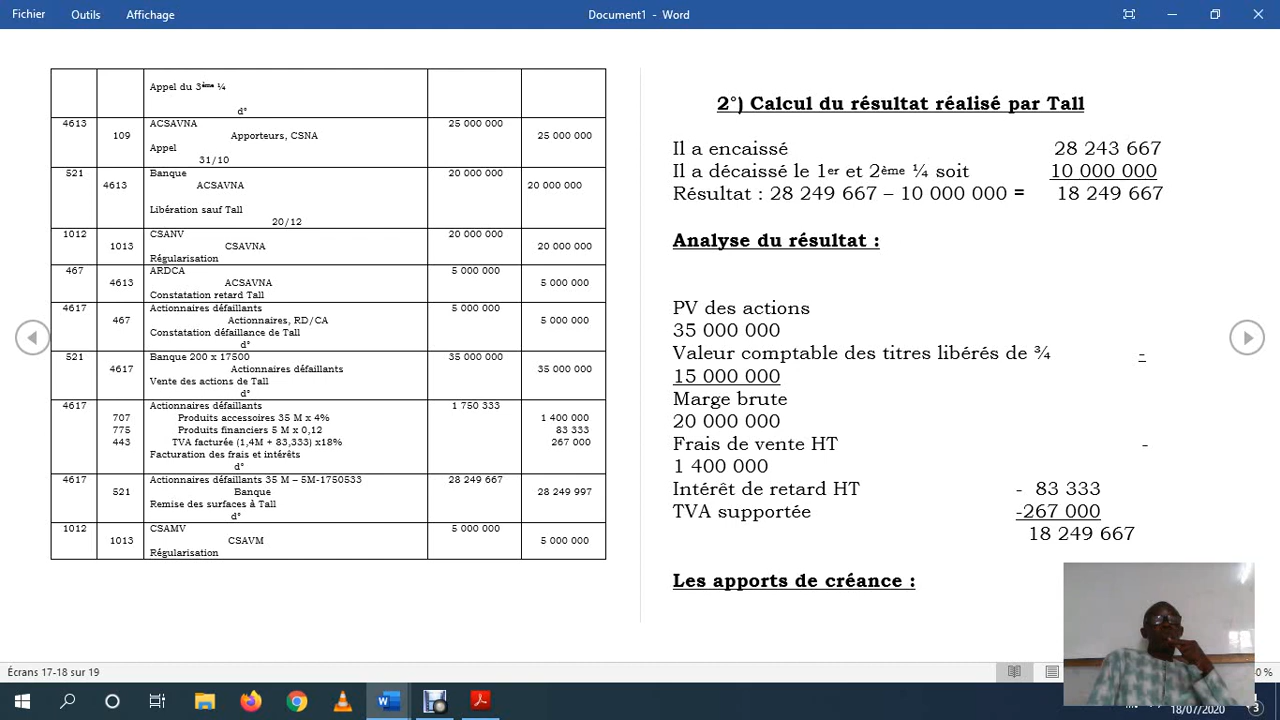 Fichier Outils Affichage Document1 - Word
Appel du 3ème ¼
d°
4613 ACSAVNA 25 000 000
109 Apporteurs, CSNA 25 000 000
Appel
31/10
521 Banque 20 000 000
4613 ACSAVNA 20 000 000
Libération sauf Tall
20/12
1012 CSANV 20 000 000
1013 CSAVNA 20 000 000
Régularisation
467 ARDCA 5 000 000
4613 ACSAVNA 5 000 000
Constatation retard Tall
4617 Actionnaires défaillants 5 000 000
467 Actionnaires, RD/CA 5 000 000
Constatation défaillance de Tall
d°
521 Banque 200 x 17500 35 000 000
4617 Actionnaires défaillants 35 000 000
Vente des actions de Tall
d°
4617 Actionnaires défaillants 1 750 333
707 Produits accessoires 35 M x 4% 1 400 000
775 Produits financiers 5 M x 0,12 83 333
443 TVA facturée (1,4M + 83,333) x18% 267 000
Facturation des frais et intérêts
d°
4617 Actionnaires défaillants 35 M – 5M-1750533 28 249 667
521 Banque 28 249 997
Remise des surfaces à Tall
d°
1012 CSAMV 5 000 000
1013 CSAVM 5 000 000
Régularisation
2°) Calcul du résultat réalisé par Tall
Il a encaissé 28 243 667
Il a décaissé le 1er et 2ème ¼ soit 10 000 000
Résultat : 28 249 667 – 10 000 000 = 18 249 667
Analyse du résultat :
PV des actions
35 000 000
Valeur comptable des titres libérés de ¾ -
15 000 000
Marge brute
20 000 000
Frais de vente HT -
1 400 000
Intérêt de retard HT - 83 333
TVA supportée -267 000
18 249 667
Les apports de créance :
Écrans 17-18 sur 19
18/07/2020
3